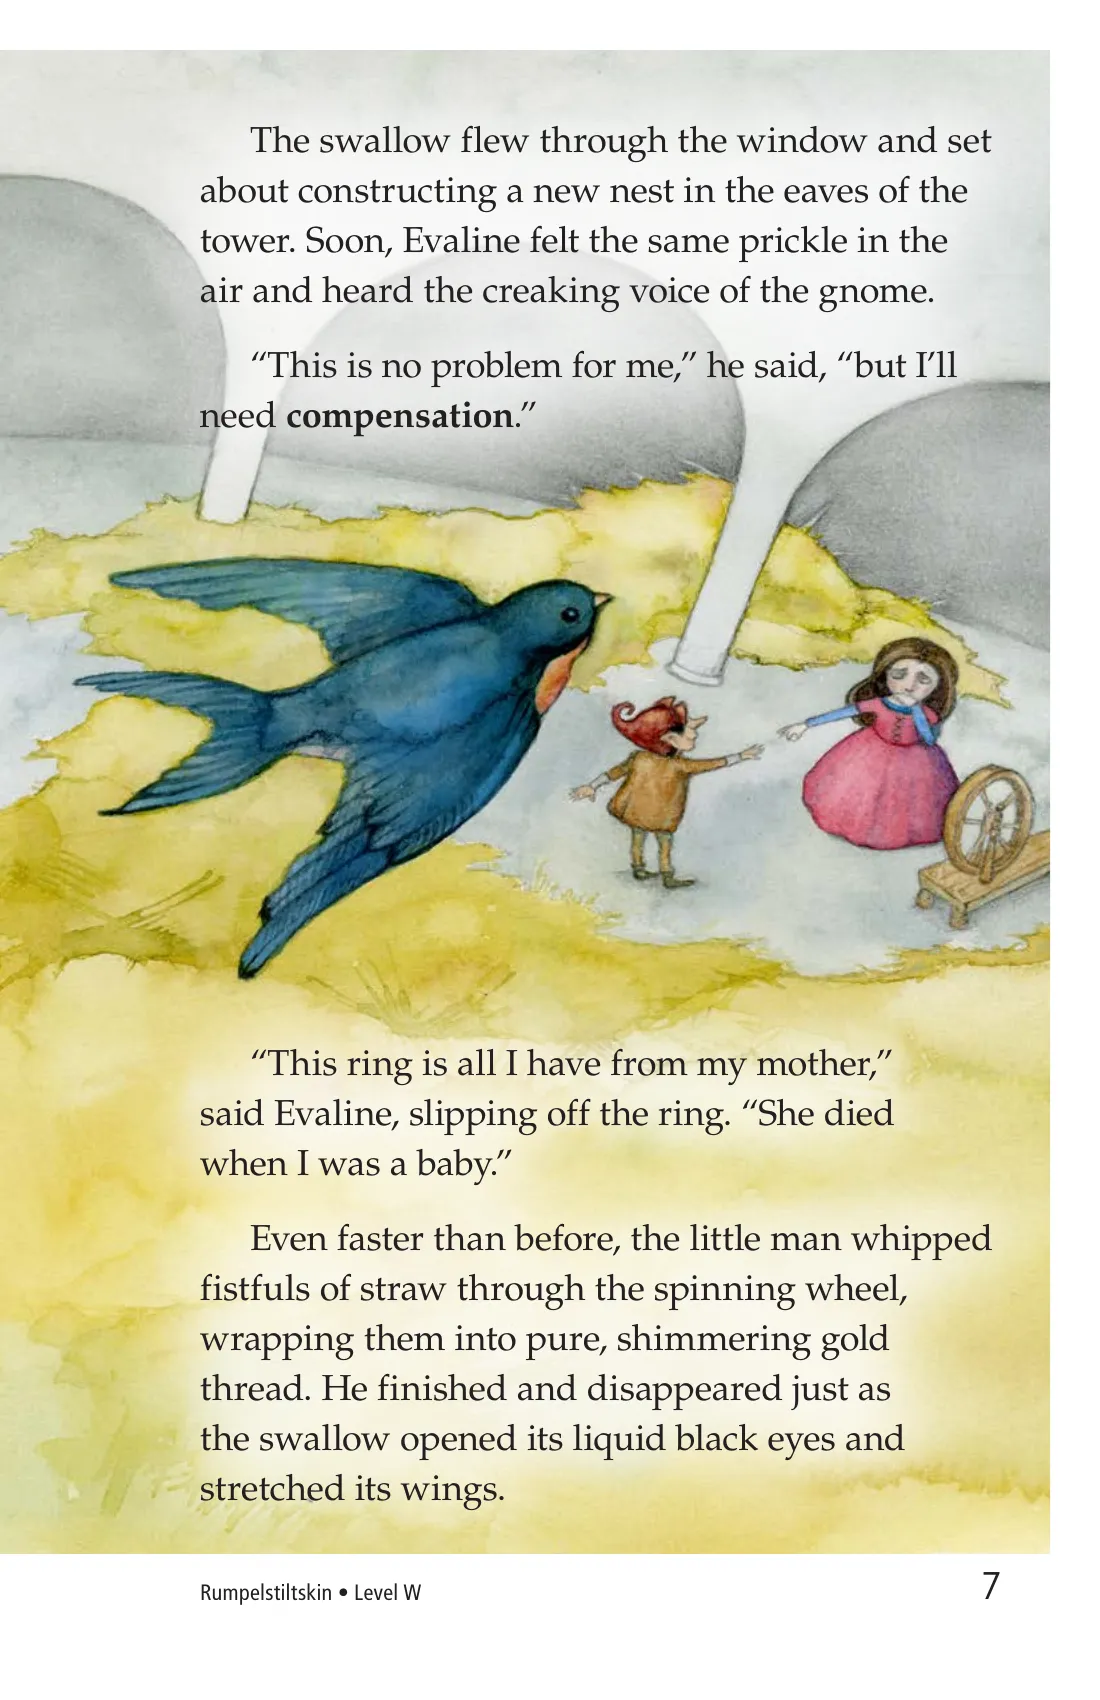 The swallow flew through the window and set
about constructing a new nest in the eaves of the
tower. Soon, Evaline felt the same prickle in the
air and heard the creaking voice of the gnome.
“This is no problem for me,” he said, “but I’ll
need compensation.”
“This ring is all I have from my mother,”
said Evaline, slipping off the ring. “She died
when I was a baby.”
Even faster than before, the little man whipped
fistfuls of straw through the spinning wheel,
wrapping them into pure, shimmering gold
thread. He finished and disappeared just as
the swallow opened its liquid black eyes and
stretched its wings.
Rumpelstiltskin • Level W
7